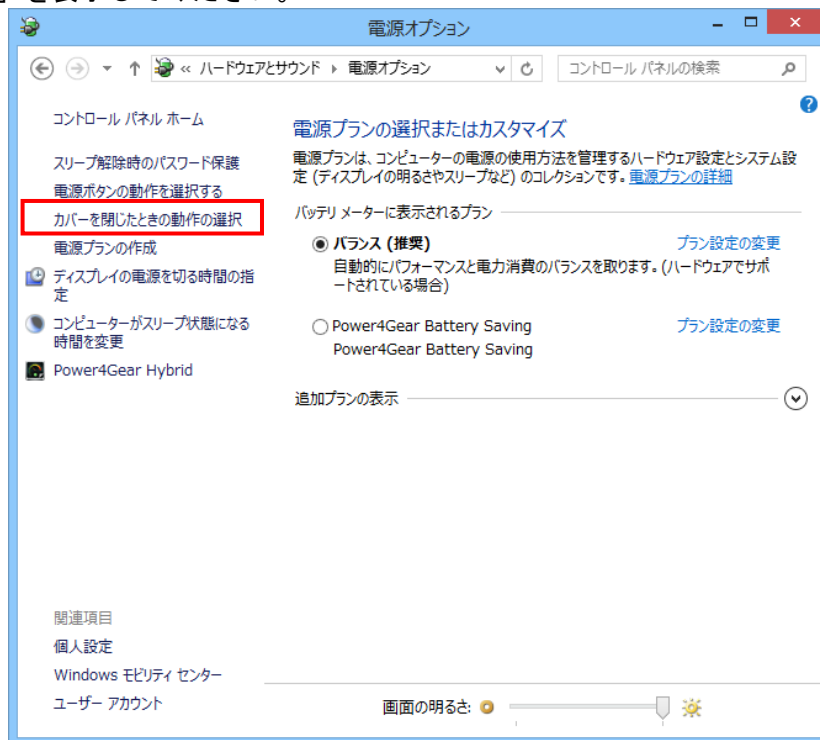 を表示してください。
電源オプション
« ハードウェアとサウンド ▸ 電源オプション
コントロール パネルの検索
コントロール パネル ホーム
スリープ解除時のパスワード保護
電源ボタンの動作を選択する
カバーを閉じたときの動作の選択
電源プランの作成
ディスプレイの電源を切る時間の指
定
コンピューターがスリープ状態になる
時間を変更
Power4Gear Hybrid
電源プランの選択またはカスタマイズ
電源プランは、コンピューターの電源の使用方法を管理するハードウェア設定とシステム設
定 (ディスプレイの明るさやスリープなど) のコレクションです。電源プランの詳細
バッテリ メーターに表示されるプラン
バランス (推奨) プラン設定の変更
自動的にパフォーマンスと電力消費のバランスを取ります。(ハードウェアでサポ
ートされている場合)
Power4Gear Battery Saving プラン設定の変更
Power4Gear Battery Saving
追加プランの表示
関連項目
個人設定
Windows モビリティ センター
ユーザー アカウント
画面の明るさ: